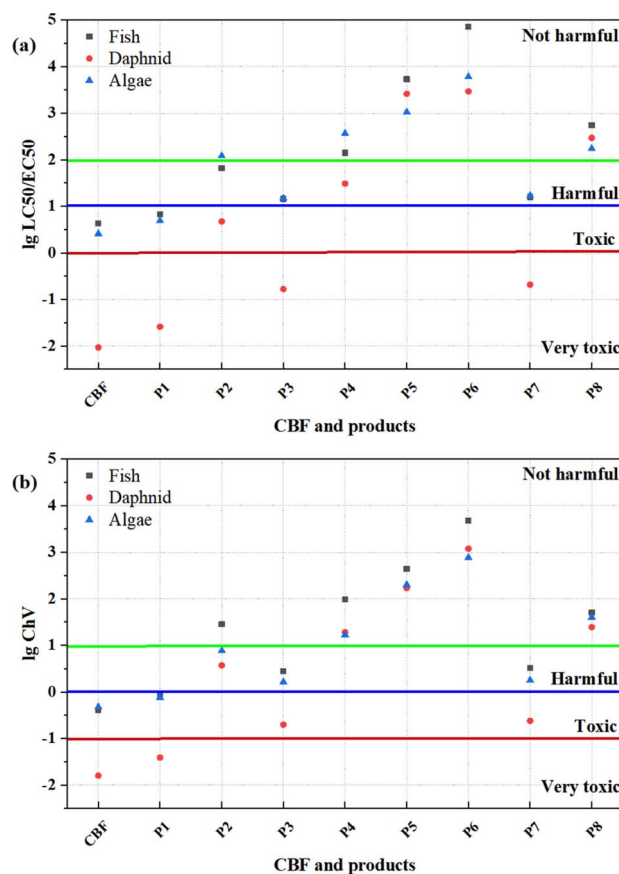 (a)
Fish
Daphnid
Algae
Not harmful
Harmful
Toxic
Very toxic
lg LC50/EC50
5
4
3
2
1
0
-1
-2
CBF P1 P2 P3 P4 P5 P6 P7 P8
CBF and products
(b)
Fish
Daphnid
Algae
Not harmful
Harmful
Toxic
Very toxic
lg ChV
5
4
3
2
1
0
-1
-2
CBF P1 P2 P3 P4 P5 P6 P7 P8
CBF and products